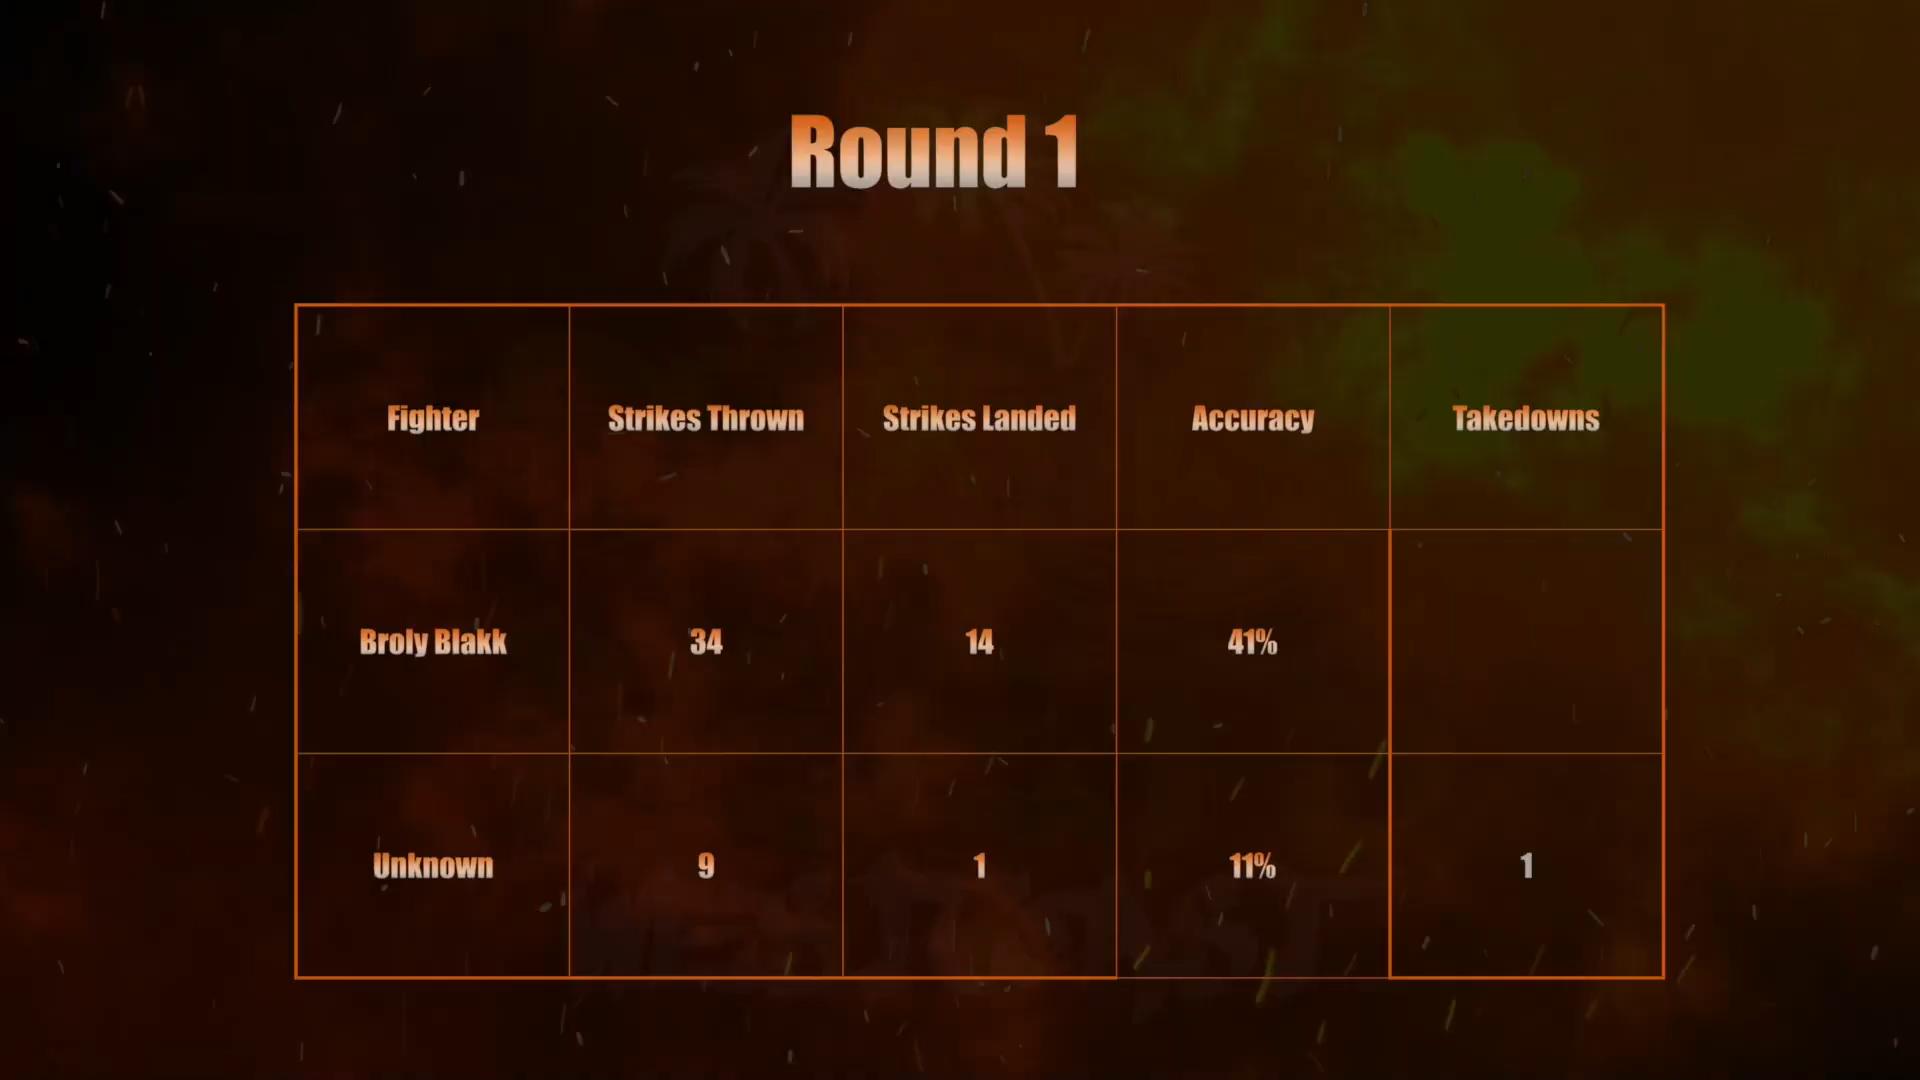 Round 1
Fighter Strikes Thrown Strikes Landed Accuracy Takedowns
Broly Blakk 34 14 41%
Unknown 9 1 11% 1